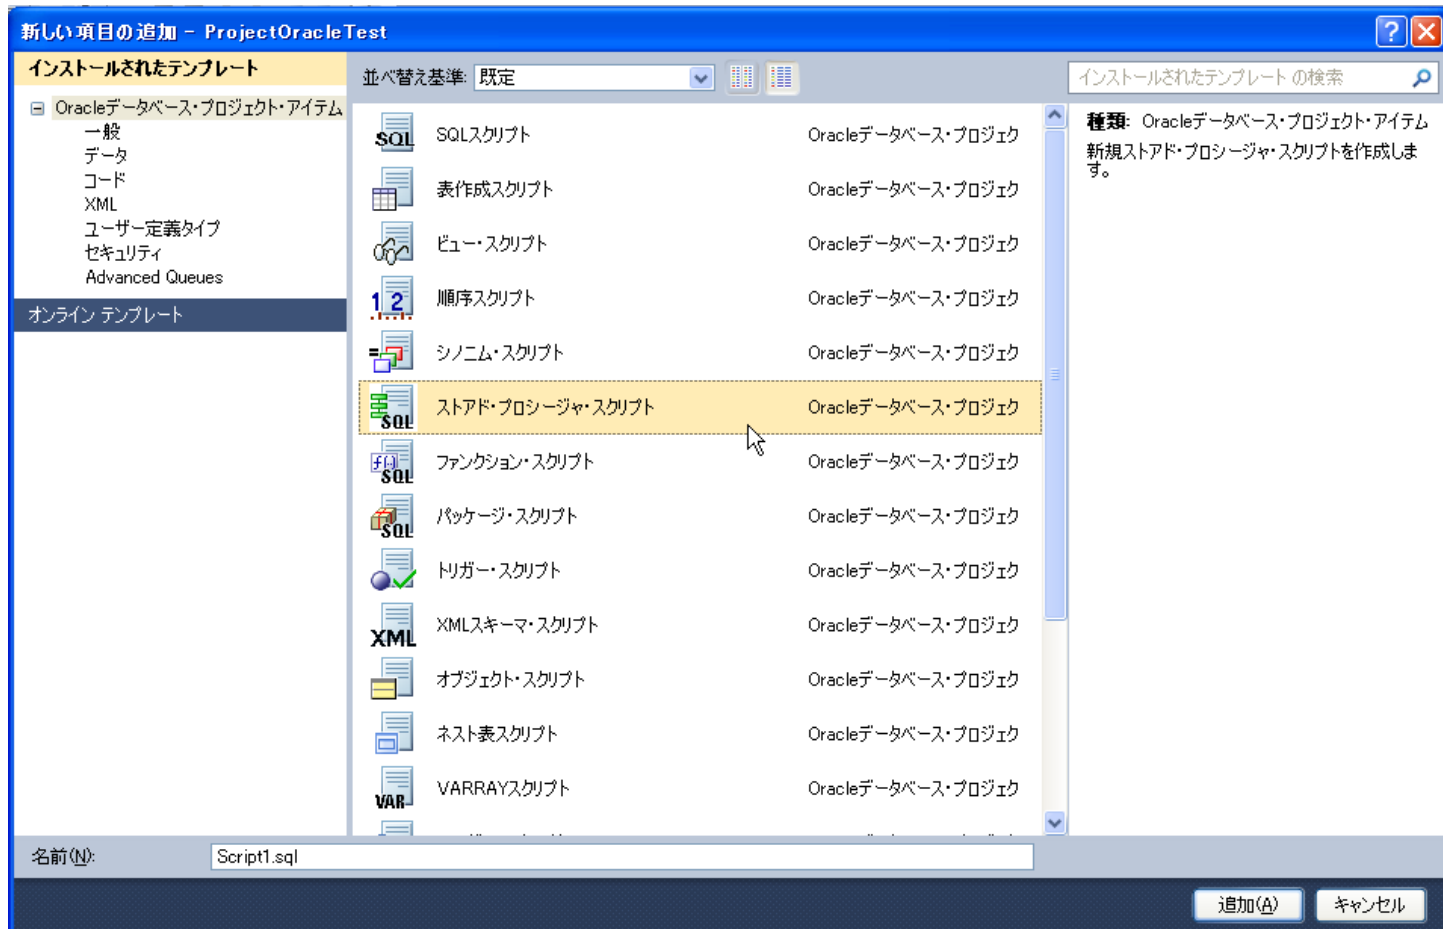 新しい項目の追加 - ProjectOracleTest
インストールされたテンプレート
並べ替え基準: 既定
インストールされたテンプレート の検索
Oracleデータベース・プロジェクト・アイテム
一般
データ
コード
XML
ユーザー定義タイプ
セキュリティ
Advanced Queues
オンライン テンプレート
SQLスクリプト Oracleデータベース・プロジェク
表作成スクリプト Oracleデータベース・プロジェク
ビュー・スクリプト Oracleデータベース・プロジェク
順序スクリプト Oracleデータベース・プロジェク
シノニム・スクリプト Oracleデータベース・プロジェク
ストアド・プロシージャ・スクリプト Oracleデータベース・プロジェク
ファンクション・スクリプト Oracleデータベース・プロジェク
パッケージ・スクリプト Oracleデータベース・プロジェク
トリガー・スクリプト Oracleデータベース・プロジェク
XMLスキーマ・スクリプト Oracleデータベース・プロジェク
オブジェクト・スクリプト Oracleデータベース・プロジェク
ネスト表スクリプト Oracleデータベース・プロジェク
VARRAYスクリプト Oracleデータベース・プロジェク
種類: Oracleデータベース・プロジェクト・アイテム
新規ストアド・プロシージャ・スクリプトを作成しま
す。
名前(N): Script1.sql
追加(A) キャンセル